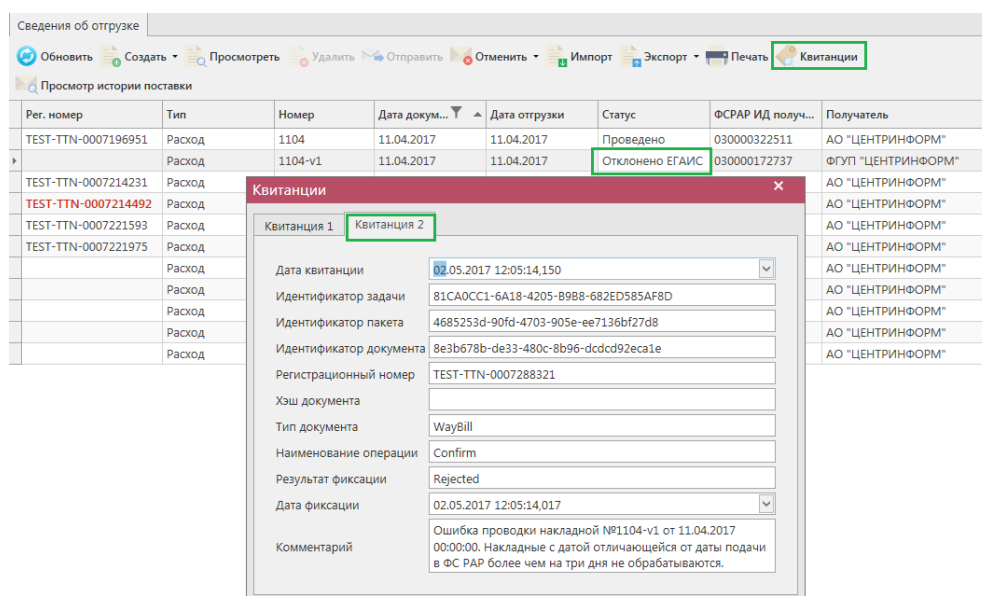 Сведения об отгрузке
Обновить Создать Просмотреть Удалить Отправить Отменить Импорт Экспорт Печать Квитанции
Просмотр истории поставки
Рег. номер Тип Номер Дата докум... Дата отгрузки Статус ФСРАР ИД получ... Получатель
TEST-TTN-0007196951 Расход 1104 11.04.2017 11.04.2017 Проведено 030000322511 АО "ЦЕНТРИНФОРМ"
Расход 1104-v1 11.04.2017 11.04.2017 Отклонено ЕГАИС 030000172737 ФГУП "ЦЕНТРИНФОРМ"
TEST-TTN-0007214231 Расход АО "ЦЕНТРИНФОРМ"
TEST-TTN-0007214492 Расход АО "ЦЕНТРИНФОРМ"
TEST-TTN-0007221593 Расход АО "ЦЕНТРИНФОРМ"
TEST-TTN-0007221975 Расход АО "ЦЕНТРИНФОРМ"
Расход АО "ЦЕНТРИНФОРМ"
Расход АО "ЦЕНТРИНФОРМ"
Расход АО "ЦЕНТРИНФОРМ"
Расход АО "ЦЕНТРИНФОРМ"
Расход АО "ЦЕНТРИНФОРМ"
Квитанции
Квитанция 1 Квитанция 2
Дата квитанции 02.05.2017 12:05:14,150
Идентификатор задачи 81CA0CC1-6A18-4205-B9B8-682ED585AF8D
Идентификатор пакета 4685253d-90fd-4703-905e-ee7136bf27d8
Идентификатор документа 8e3b678b-de33-480c-8b96-dcdcd92eca1e
Регистрационный номер TEST-TTN-0007288321
Хэш документа
Тип документа WayBill
Наименование операции Confirm
Результат фиксации Rejected
Дата фиксации 02.05.2017 12:05:14,017
Комментарий
Ошибка проводки накладной №1104-v1 от 11.04.2017
00:00:00. Накладные с датой отличающейся от даты подачи
в ФС РАР более чем на три дня не обрабатываются.